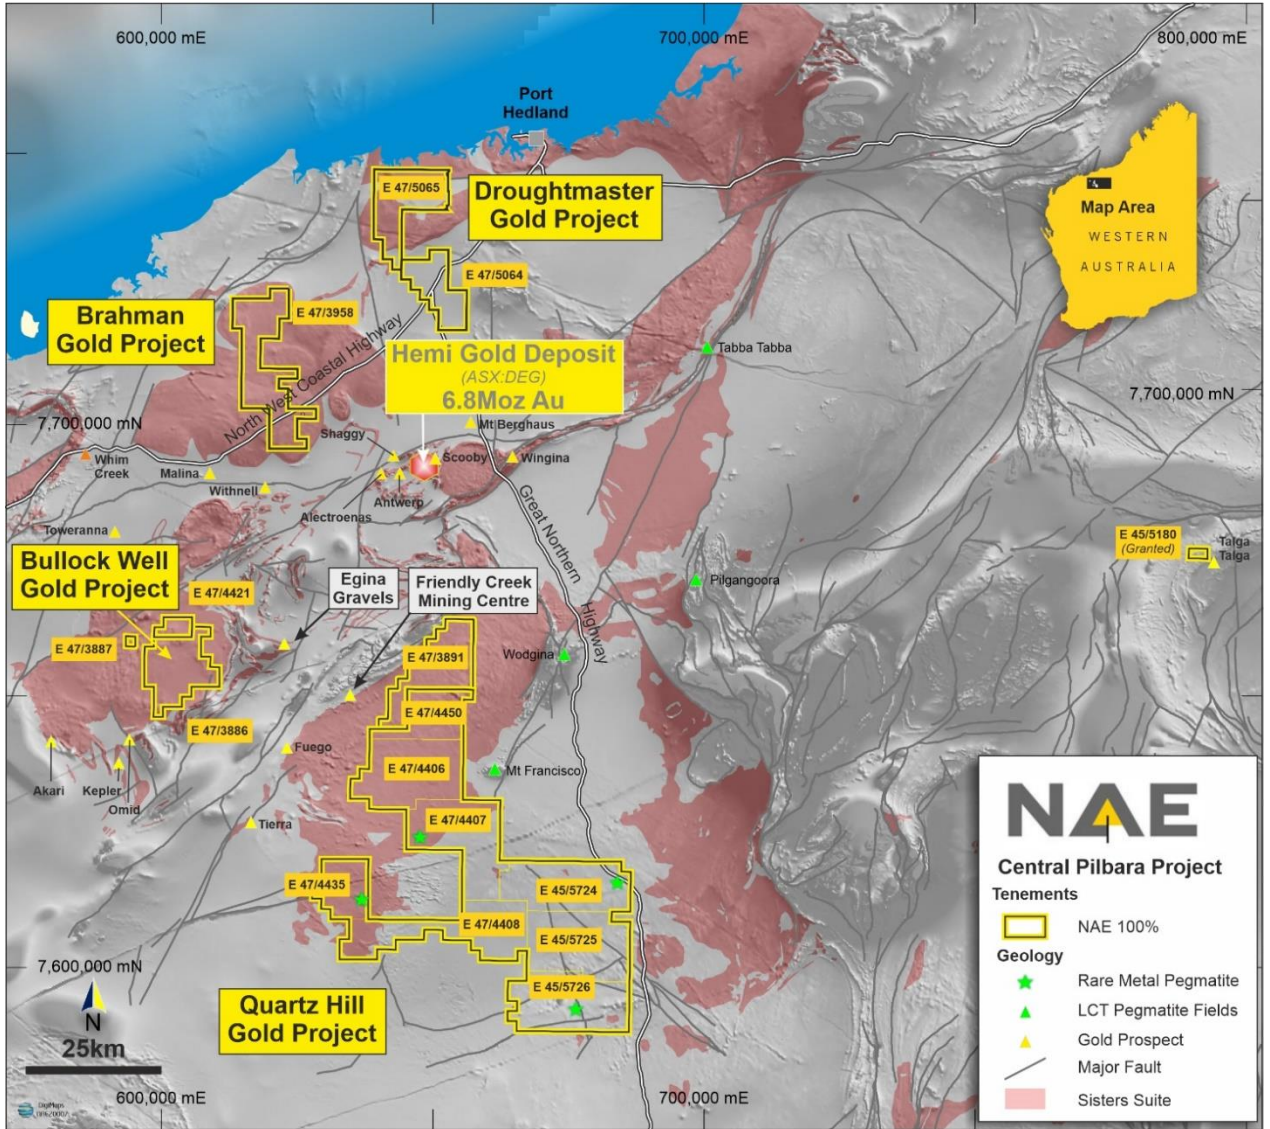 600,000 mE
700,000 mE
800,000 mE
Port
Hedland
E 47/5065
Droughtmaster
Gold Project
Map Area
WESTERN
AUSTRALIA
E 47/5064
Brahman
Gold Project
E 47/3958
North West Coastal Highway
Hemi Gold Deposit
(ASX:DEG)
6.8Moz Au
Tabba Tabba
7,700,000 mN
7,700,000 mN
Mt Berghaus
Shaggy
Scooby
Wingina
Whim
Creek
Malina
Withnell
Antwerp
Alectroenas
Great Northern
Highway
Toweranna
E 45/5180
(Granted)
Talga
Talga
Bullock Well
Gold Project
Egina
Gravels
Friendly Creek
Mining Centre
Pilgangoora
E 47/4421
E 47/3887
E 47/3891
Wodgina
E 47/4450
E 47/3886
Fuego
E 47/4406
Mt Francisco
Akari
Kepler
Omid
Tierra
E 47/4407
E 47/4435
E 45/5724
E 47/4408
E 45/5725
E 45/5726
7,600,000 mN
Quartz Hill
Gold Project
N
25km
600,000 mE
700,000 mE
NAE
Central Pilbara Project
Tenements
NAE 100%
Geology
Rare Metal Pegmatite
LCT Pegmatite Fields
Gold Prospect
Major Fault
Sisters Suite
DigiMaps